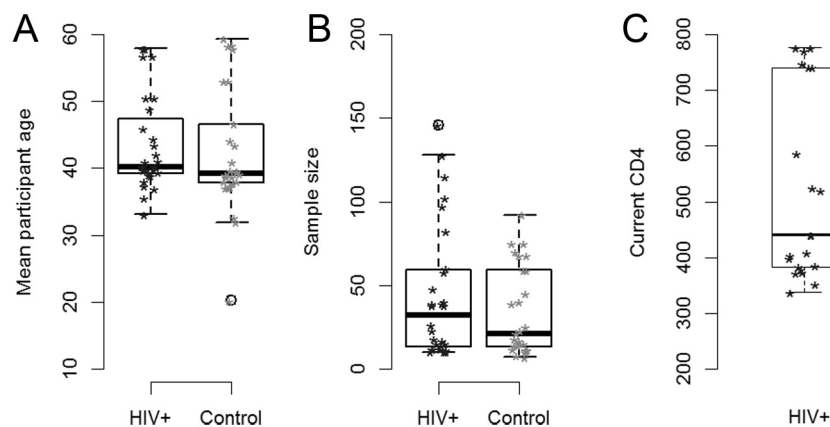 A
Mean participant age
60
50
40
30
20
10
HIV+ Control
B
Sample size
200
150
100
50
0
HIV+ Control
C
Current CD4
800
700
600
500
400
300
200
HIV+